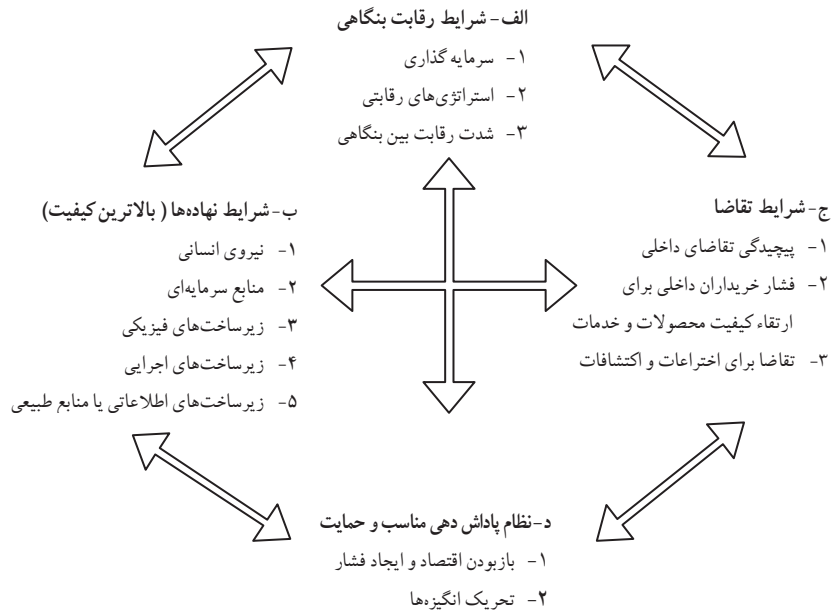 الف- شرایط رقابت بنگاهی
۱- سرمایه گذاری
۲- استراتژی‌های رقابتی
۳- شدت رقابت بین بنگاهی
ج- شرایط تقاضا
۱- پیچیدگی تقاضای داخلی
۲- فشار خریداران داخلی برای
ارتقاء کیفیت محصولات و خدمات
۳- تقاضا برای اختراعات و اکتشافات
ب- شرایط نهاده‌ها ( بالاترین کیفیت)
۱- نیروی انسانی
۲- منابع سرمایه‌ای
۳- زیرساخت‌های فیزیکی
۴- زیرساخت‌های اجرایی
۵- زیرساخت‌های اطلاعاتی یا منابع طبیعی
د- نظام پاداش دهی مناسب و حمایت
۱- بازبودن اقتصاد و ایجاد فشار
۲- تحریک انگیزه‌ها